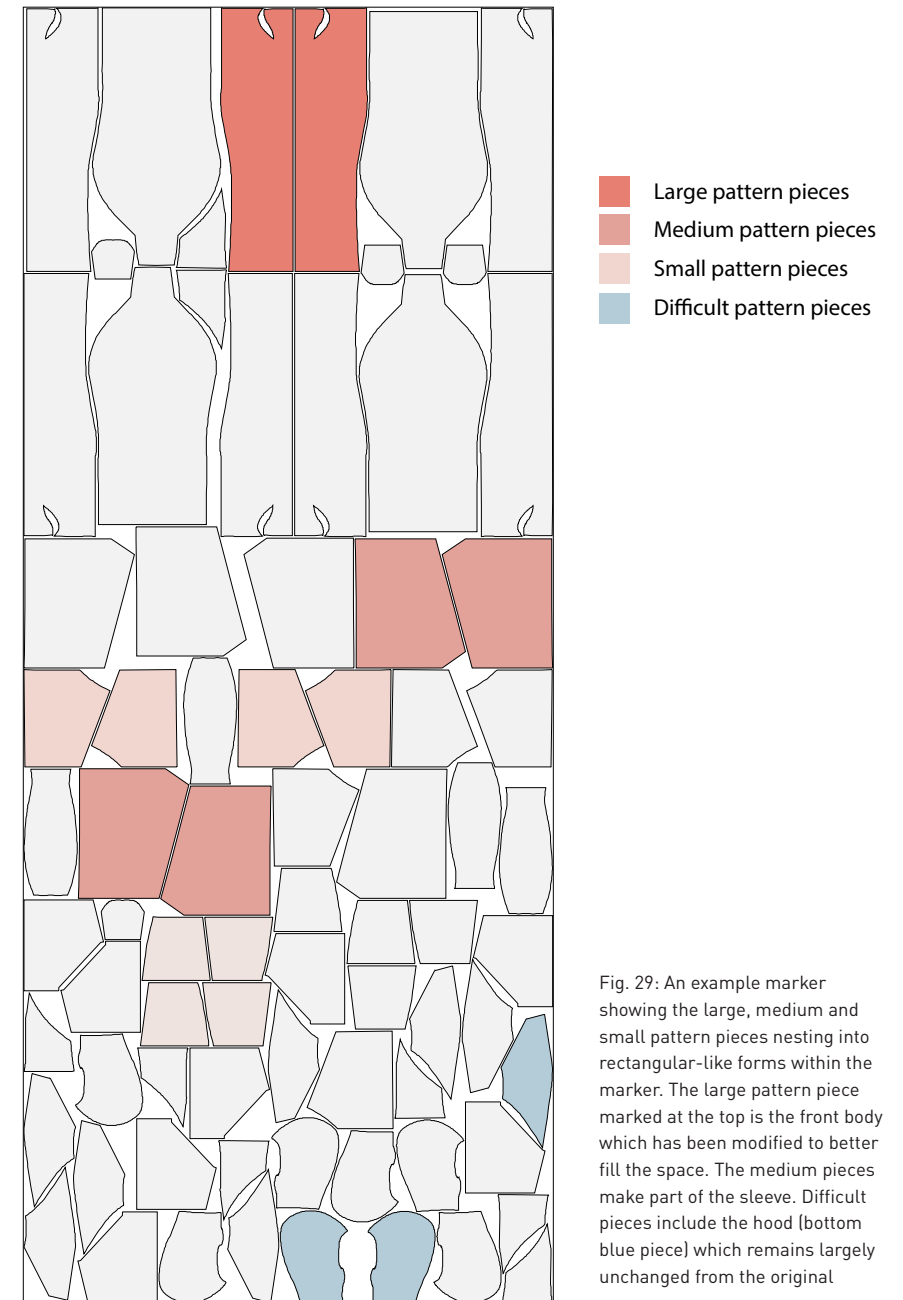 Large pattern pieces
Medium pattern pieces
Small pattern pieces
Difficult pattern pieces
Fig. 29: An example marker
showing the large, medium and
small pattern pieces nesting into
rectangular-like forms within the
marker. The large pattern piece
marked at the top is the front body
which has been modified to better
fill the space. The medium pieces
make part of the sleeve. Difficult
pieces include the hood (bottom
blue piece) which remains largely
unchanged from the original